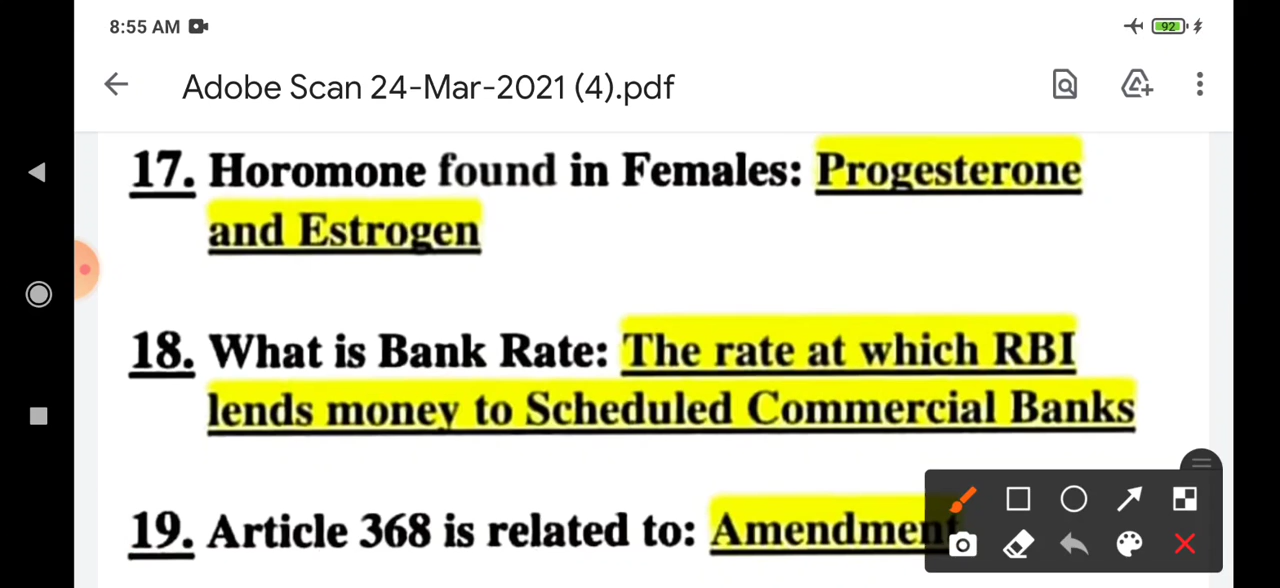 8:55 AM
92
Adobe Scan 24-Mar-2021 (4).pdf
17. Horomone found in Females: Progesterone
and Estrogen
18. What is Bank Rate: The rate at which RBI
lends money to Scheduled Commercial Banks
19. Article 368 is related to: Amendment